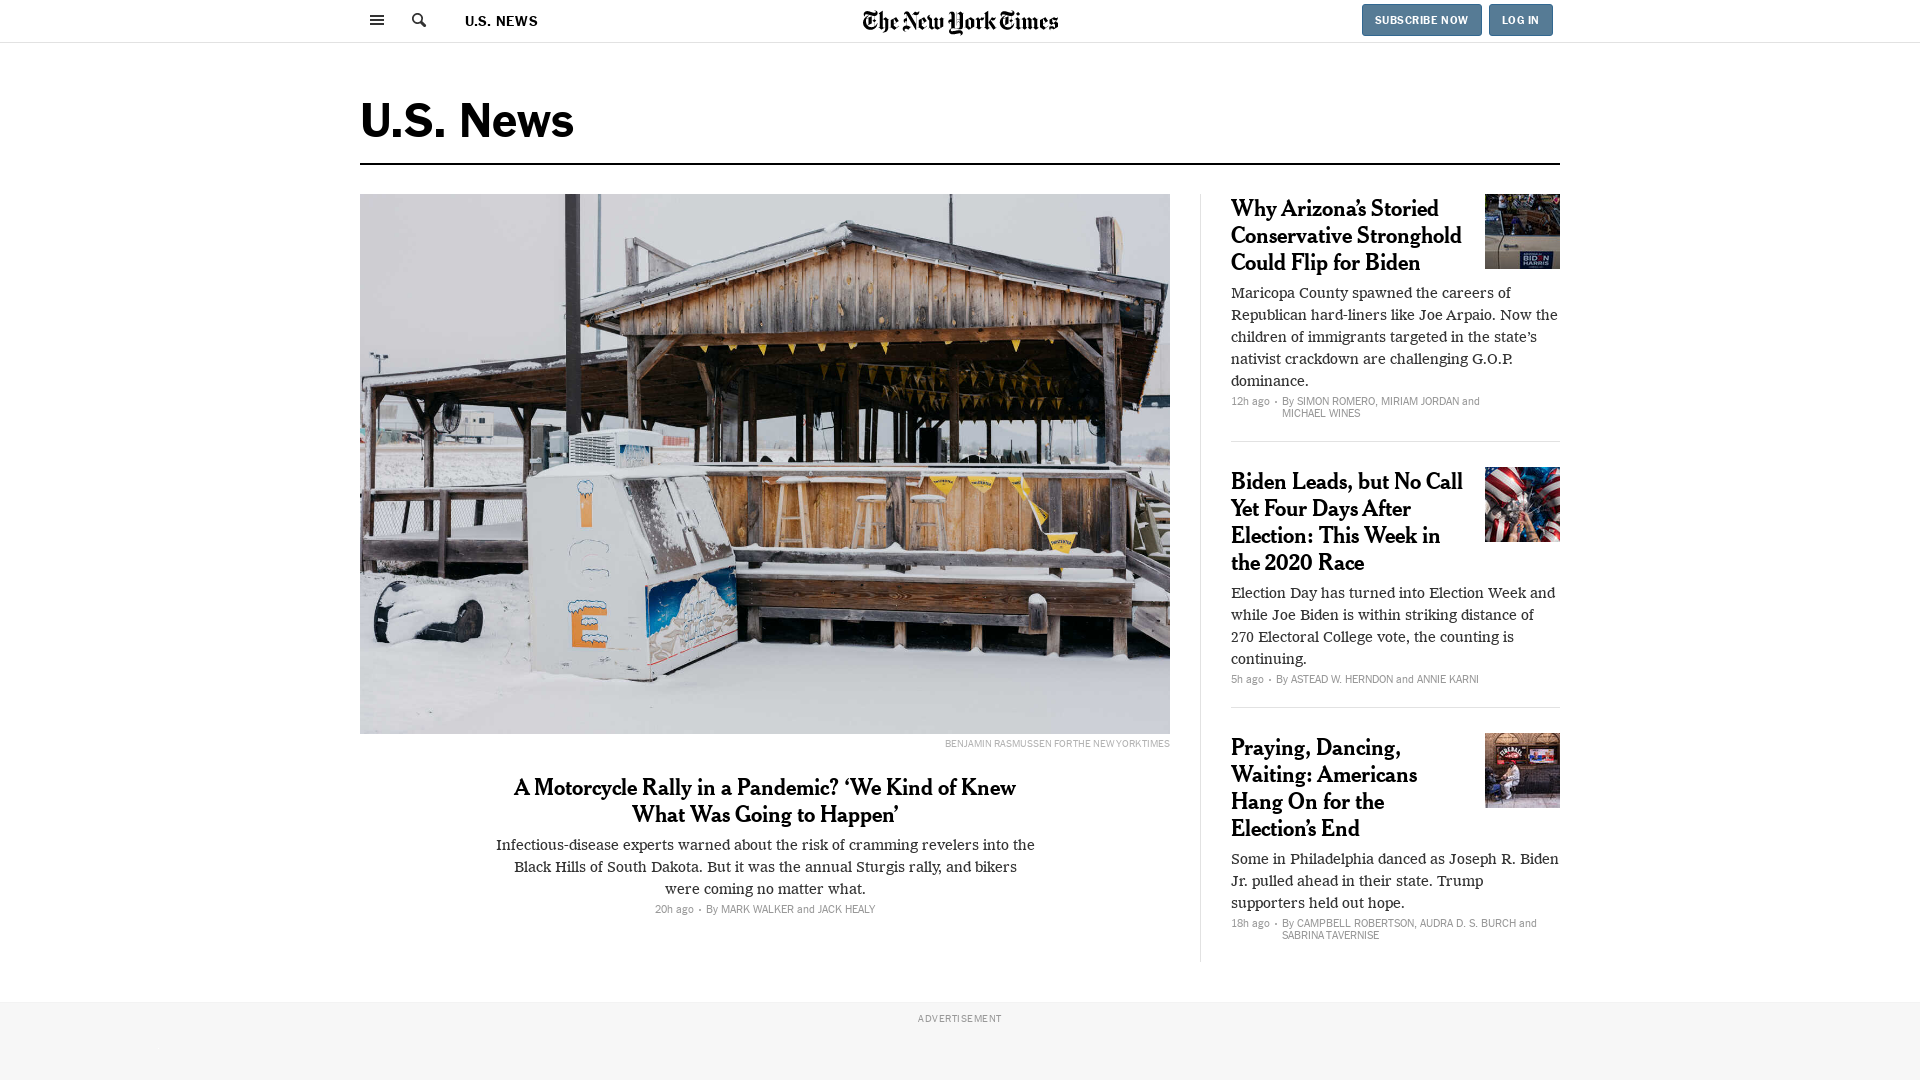 U.S. NEWS
The New York Times
SUBSCRIBE NOW
LOG IN
U.S. News
ICE
BENJAMIN RASMUSSEN FOR THE NEW YORK TIMES
A Motorcycle Rally in a Pandemic? ‘We Kind of Knew
What Was Going to Happen’
Infectious-disease experts warned about the risk of cramming revelers into the
Black Hills of South Dakota. But it was the annual Sturgis rally, and bikers
were coming no matter what.
20h ago • By MARK WALKER and JACK HEALY
Why Arizona’s Storied
Conservative Stronghold
Could Flip for Biden
BIDEN
HARRIS
Maricopa County spawned the careers of
Republican hard-liners like Joe Arpaio. Now the
children of immigrants targeted in the state’s
nativist crackdown are challenging G.O.P.
dominance.
12h ago • By SIMON ROMERO, MIRIAM JORDAN and
MICHAEL WINES
Biden Leads, but No Call
Yet Four Days After
Election: This Week in
the 2020 Race
Election Day has turned into Election Week and
while Joe Biden is within striking distance of
270 Electoral College vote, the counting is
continuing.
5h ago • By ASTEAD W. HERNDON and ANNIE KARNI
Praying, Dancing,
Waiting: Americans
Hang On for the
Election’s End
Some in Philadelphia danced as Joseph R. Biden
Jr. pulled ahead in their state. Trump
supporters held out hope.
18h ago • By CAMPBELL ROBERTSON, AUDRA D. S. BURCH and
SABRINA TAVERNISE
ADVERTISEMENT